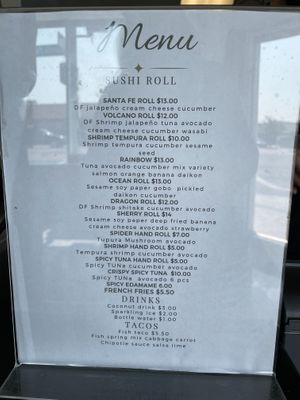 Menu
SUSHI ROLL
SANTA FE ROLL $13.00
DF jalapeño cream cheese cucumber
VOLCANO ROLL $12.00
DF Shrimp jalapeño tuna avocado
cream cheese cucumber wasabi
SHRIMP TEMPURA ROLL $10.00
Shrimp tempura cucumber sesame
seed
RAINBOW $13.00
Tuna avocado cucumber mix variety
salmon orange banana daikon
OCEAN ROLL $13.00
Sesame soy paper gobo pickled
daikon cucumber
DRAGON ROLL $12.00
DF Shrimp shitake cucumber avocado
SHERRY ROLL $14
Sesame soy paper deep fried banana
cream cheese avocado strawberry
SPIDER HAND ROLL $7.00
Tupura Mushroom avocado
SHRIMP HAND ROLL $5.00
Tempura shrimp cucumber avocado
SPICY TUNA HAND ROLL $5.00
Spicy TUNa cucumber avocado
CRISPY SPICY TUNA $10.00
Spicy TUNa avocado 6 pcs
SPICY EDAMAME 6.00
FRENCH FRIES $5.50
DRINKS
Coconut drink $3.00
Sparkling ice $2.00
Bottle water $1.00
TACOS
Fish taco $5.50
Fish spring mix Cabbage carrot
Chipotle sauce salsa lime